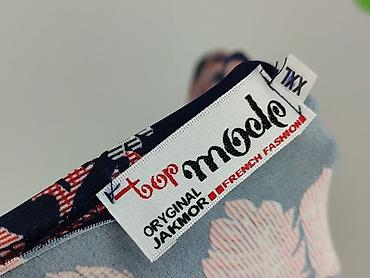 XXL
top mode
FRENCH FASHION
ORYGINAL
JAKMOR